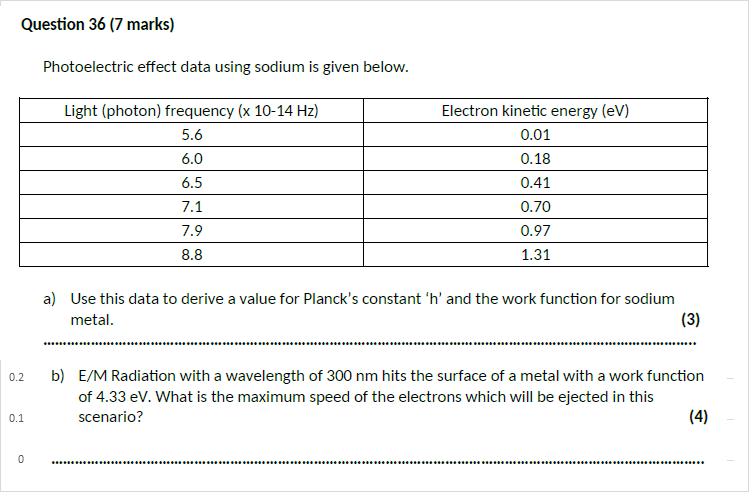 Question 36 (7 marks)
Photoelectric effect data using sodium is given below.
Light (photon) frequency (x 10-14 Hz) Electron kinetic energy (eV)
5.6 0.01
6.0 0.18
6.5 0.41
7.1 0.70
7.9 0.97
8.8 1.31
a) Use this data to derive a value for Planck's constant 'h' and the work function for sodium
metal. (3)
0.2 b) E/M Radiation with a wavelength of 300 nm hits the surface of a metal with a work function
of 4.33 eV. What is the maximum speed of the electrons which will be ejected in this
0.1 scenario? (4)
0